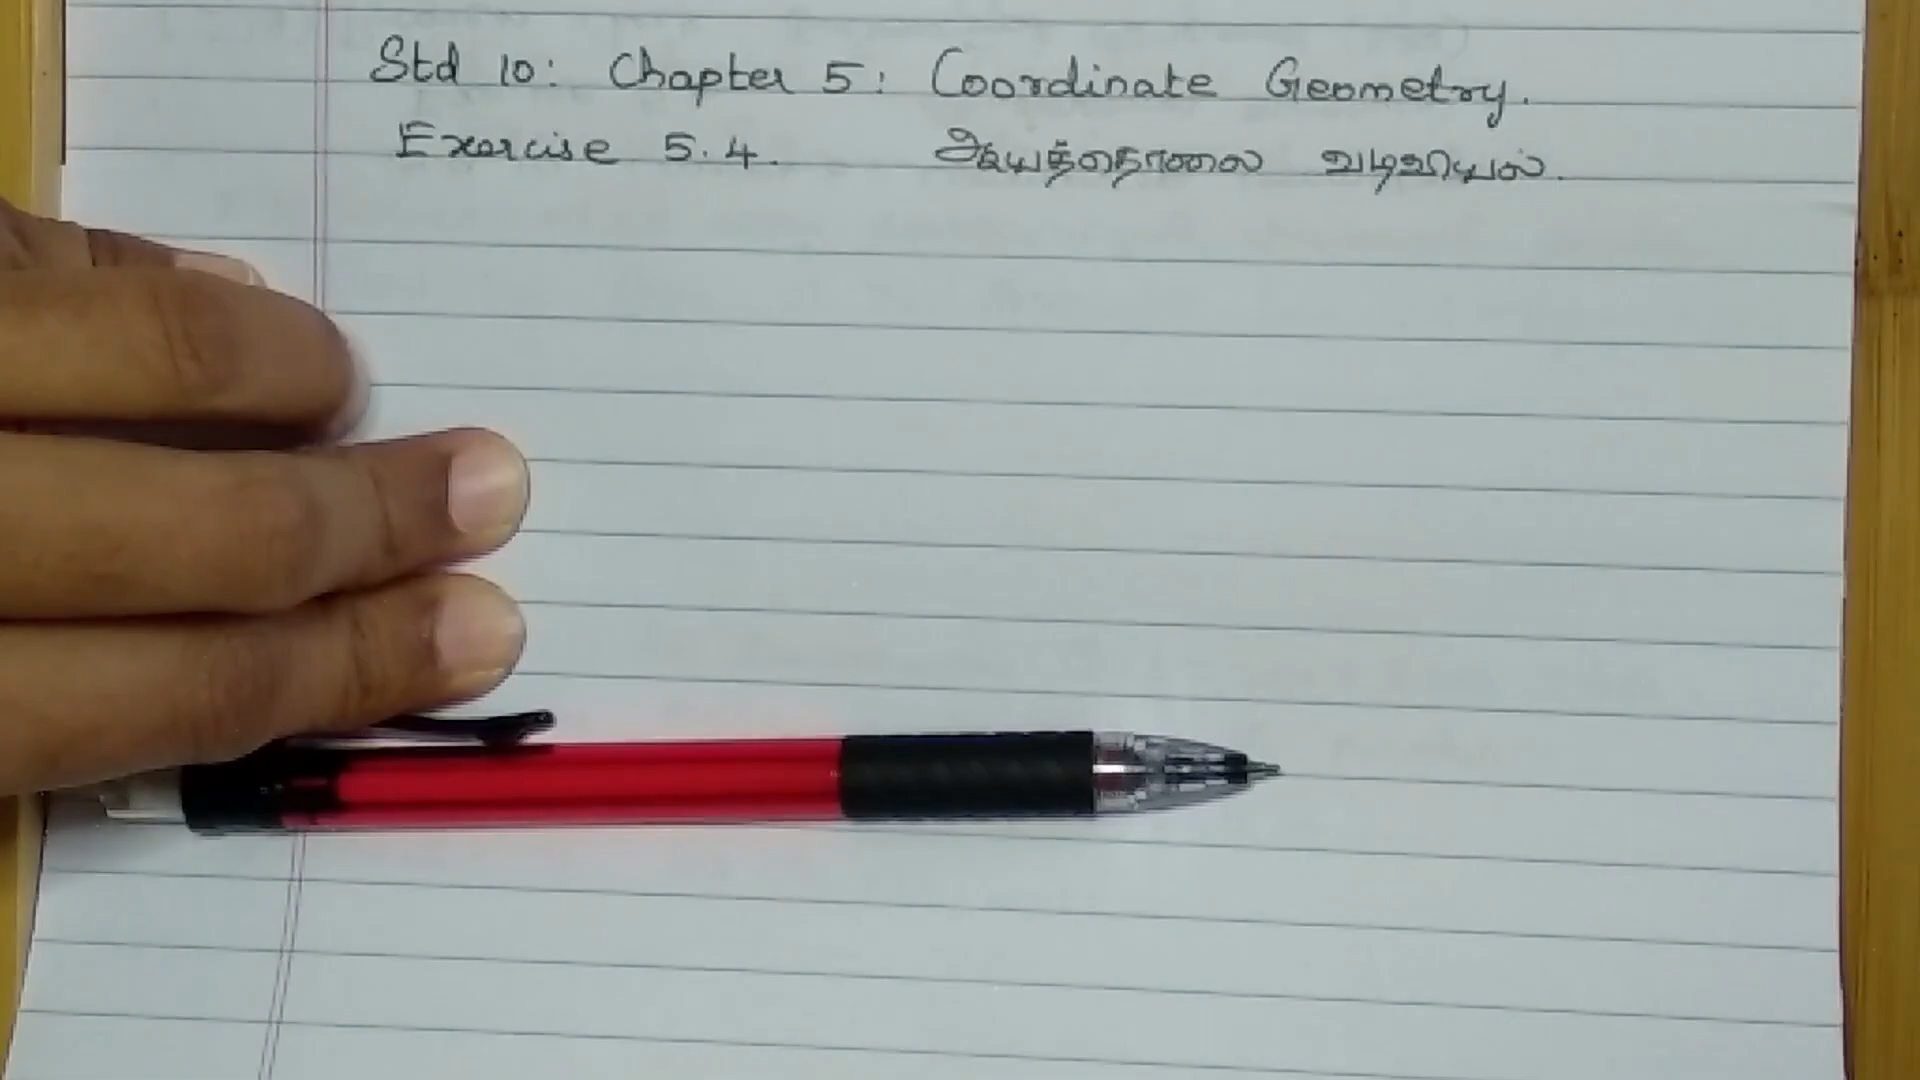 Std 10: Chapter 5: Coordinate Geometry.
Exercise 5.4. ஆயத்தொலை வடிவியல்.